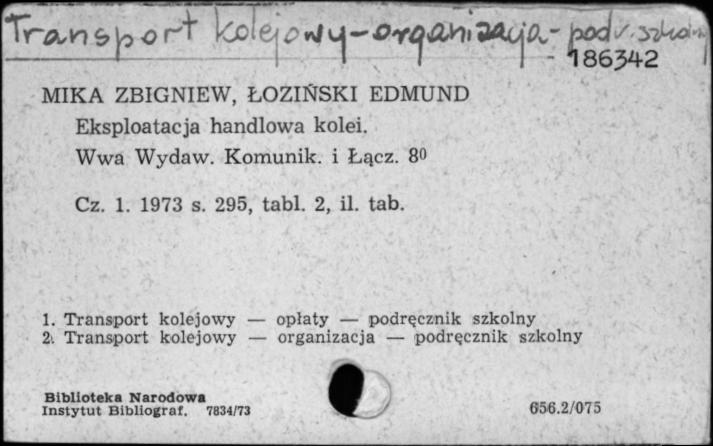 Transport kolejowy - organizacja - podr. szkolny
186342
MIKA ZBIGNIEW, ŁOZIŃSKI EDMUND
Eksploatacja handlowa kolei.
Wwa Wydaw. Komunik. i Łącz. 8⁰
Cz. 1. 1973 s. 295, tabl. 2, il. tab.
1. Transport kolejowy — opłaty — podręcznik szkolny
2. Transport kolejowy — organizacja — podręcznik szkolny
Biblioteka Narodowa
Instytut Bibliograf. 7834/73
656.2/075